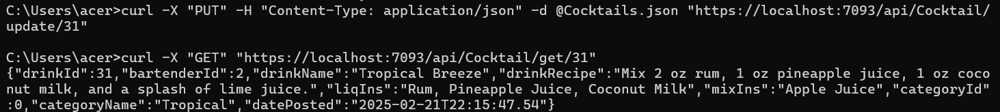 C:\Users\acer>curl -X "PUT" -H "Content-Type: application/json" -d @Cocktails.json "https://localhost:7093/api/Cocktail/
update/31"
C:\Users\acer>curl -X "GET" "https://localhost:7093/api/Cocktail/get/31"
{"drinkId":31,"bartenderId":2,"drinkName":"Tropical Breeze","drinkRecipe":"Mix 2 oz rum, 1 oz pineapple juice, 1 oz coco
nut milk, and a splash of lime juice.","liqIns":"Rum, Pineapple Juice, Coconut Milk","mixIns":"Apple Juice","categoryId"
:0,"categoryName":"Tropical","datePosted":"2025-02-21T22:15:47.54"}